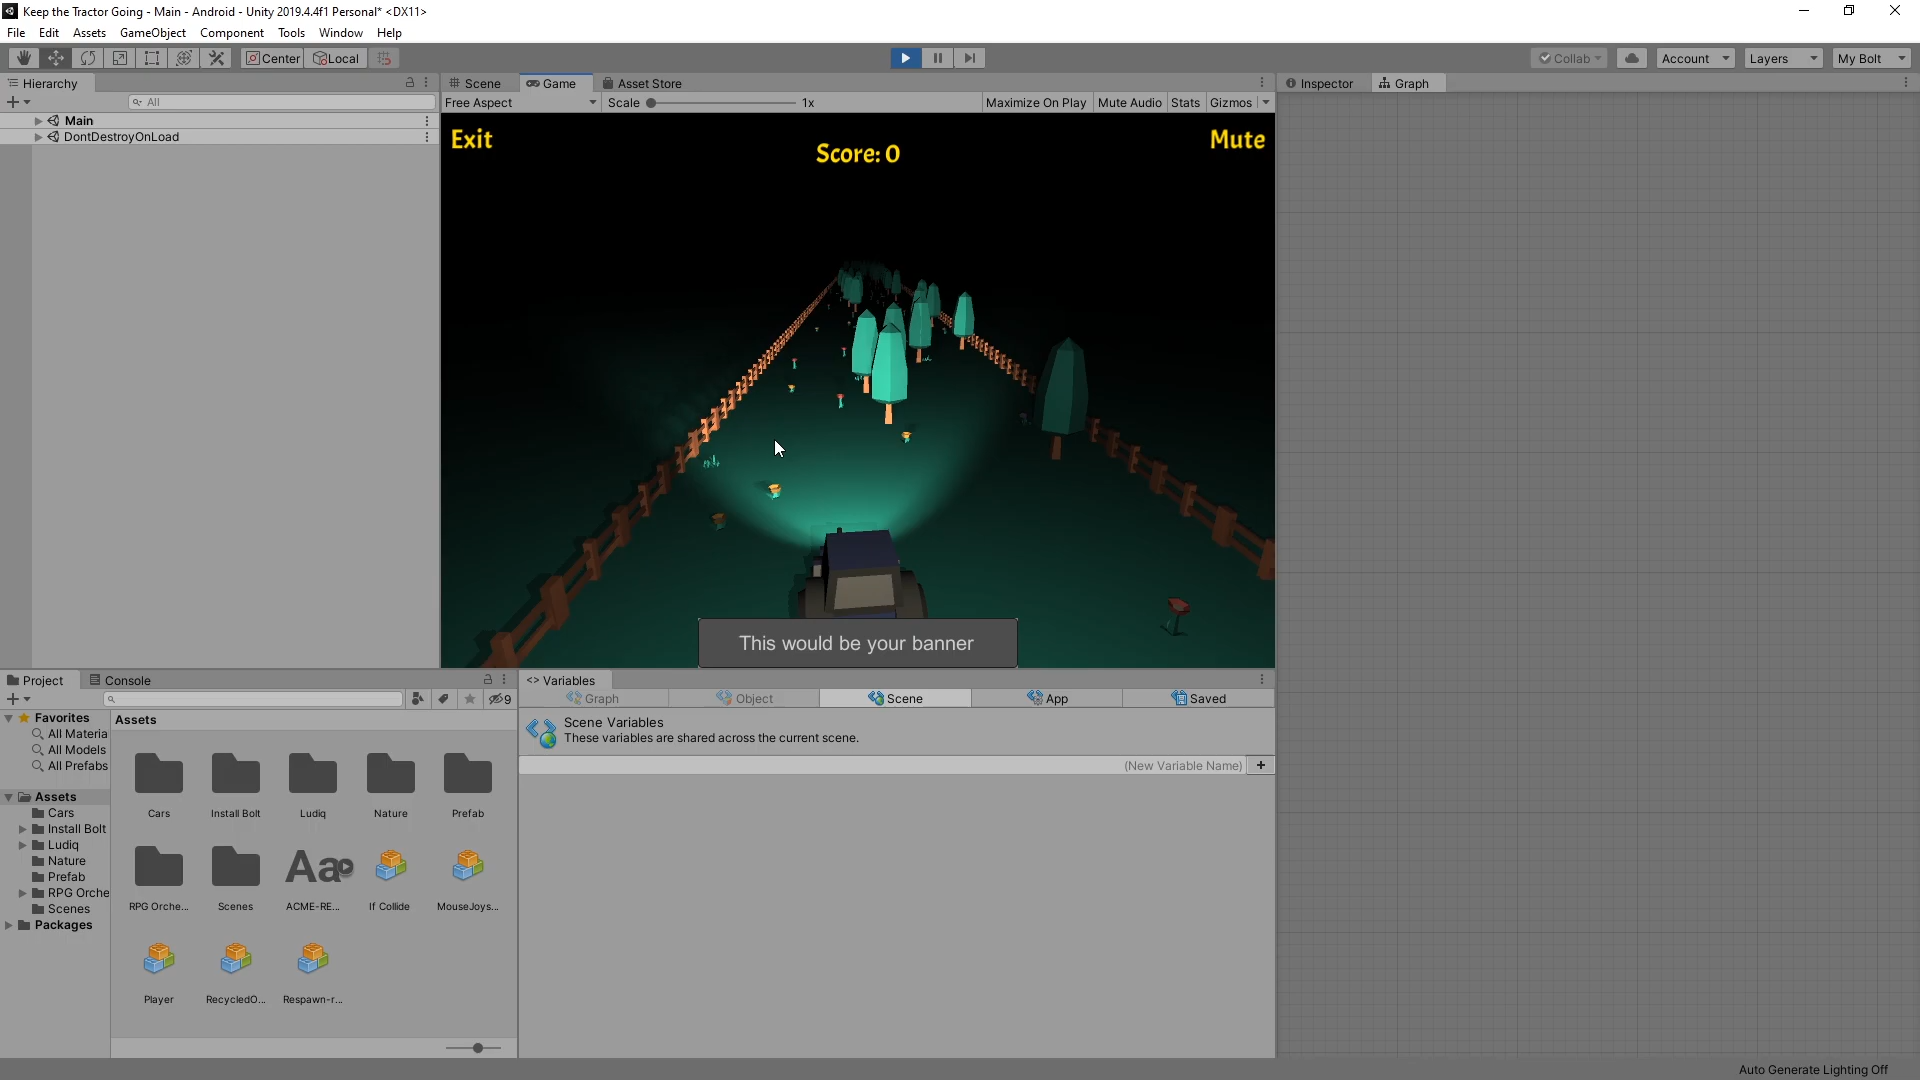 Keep the Tractor Going - Main - Android - Unity 2019.4.4f1 Personal* <DX11>
File Edit Assets GameObject Component Tools Window Help
Center Local Collab Account Layers My Bolt
Hierarchy
All
Main
DontDestroyOnLoad
Scene Game Asset Store
Free Aspect Scale 1x Maximize On Play Mute Audio Stats Gizmos
Exit
Score: 0
Mute
This would be your banner
Inspector Graph
Project Console
9
Favorites
All Materia
All Models
All Prefabs
Assets
Cars
Install Bolt
Ludiq
Nature
Prefab
RPG Orche
Scenes
Packages
Assets
Cars Install Bolt Ludiq Nature Prefab
Aa
RPG Orche... Scenes ACME-RE... If Collide MouseJoys...
Player RecycledO... Respawn-r...
<> Variables
Graph Object Scene App Saved
Scene Variables
These variables are shared across the current scene.
(New Variable Name)
Auto Generate Lighting Off